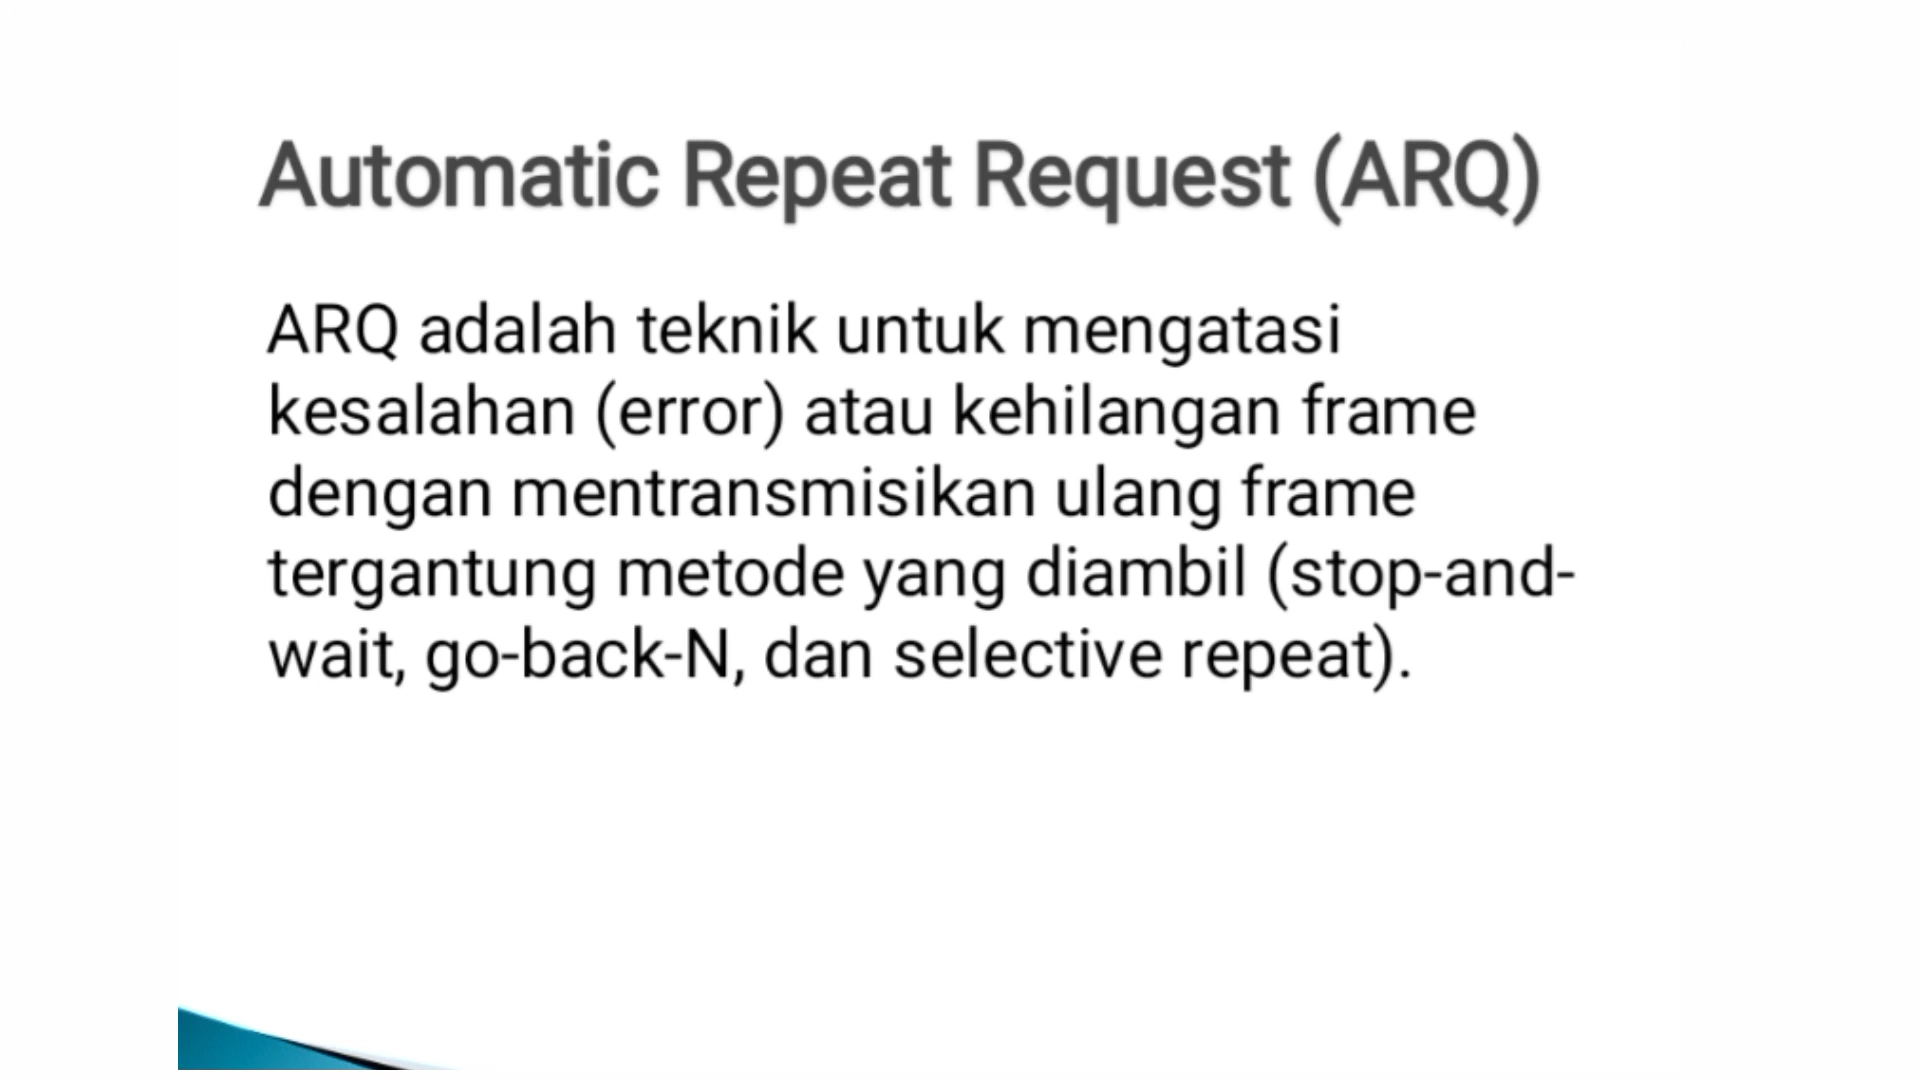 Automatic Repeat Request (ARQ)
ARQ adalah teknik untuk mengatasi
kesalahan (error) atau kehilangan frame
dengan mentransmisikan ulang frame
tergantung metode yang diambil (stop-and-
wait, go-back-N, dan selective repeat).